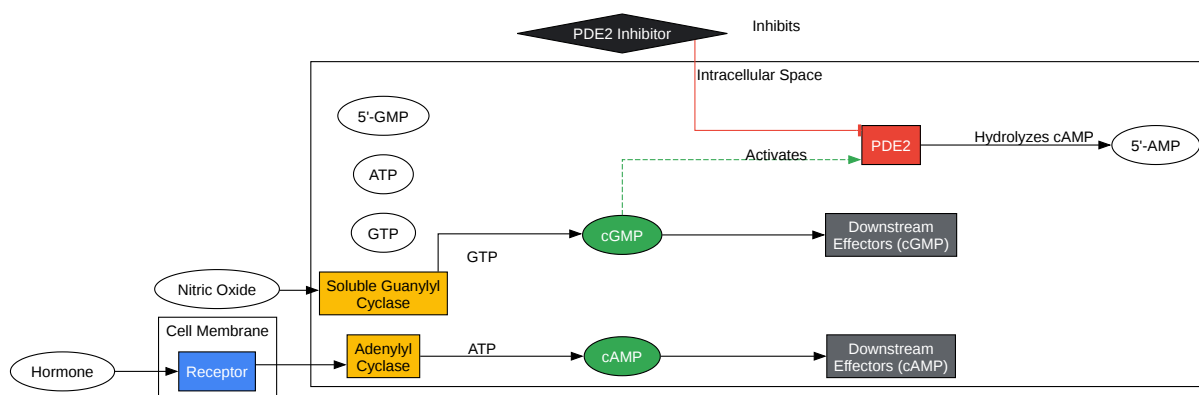 PDE2 Inhibitor
Inhibits
Intracellular Space
5'-GMP
PDE2
Hydrolyzes cAMP
5'-AMP
Activates
ATP
GTP
cGMP
Downstream
Effectors (cGMP)
GTP
Nitric Oxide
Soluble Guanylyl
Cyclase
Cell Membrane
Hormone
Receptor
Adenylyl
Cyclase
ATP
cAMP
Downstream
Effectors (cAMP)